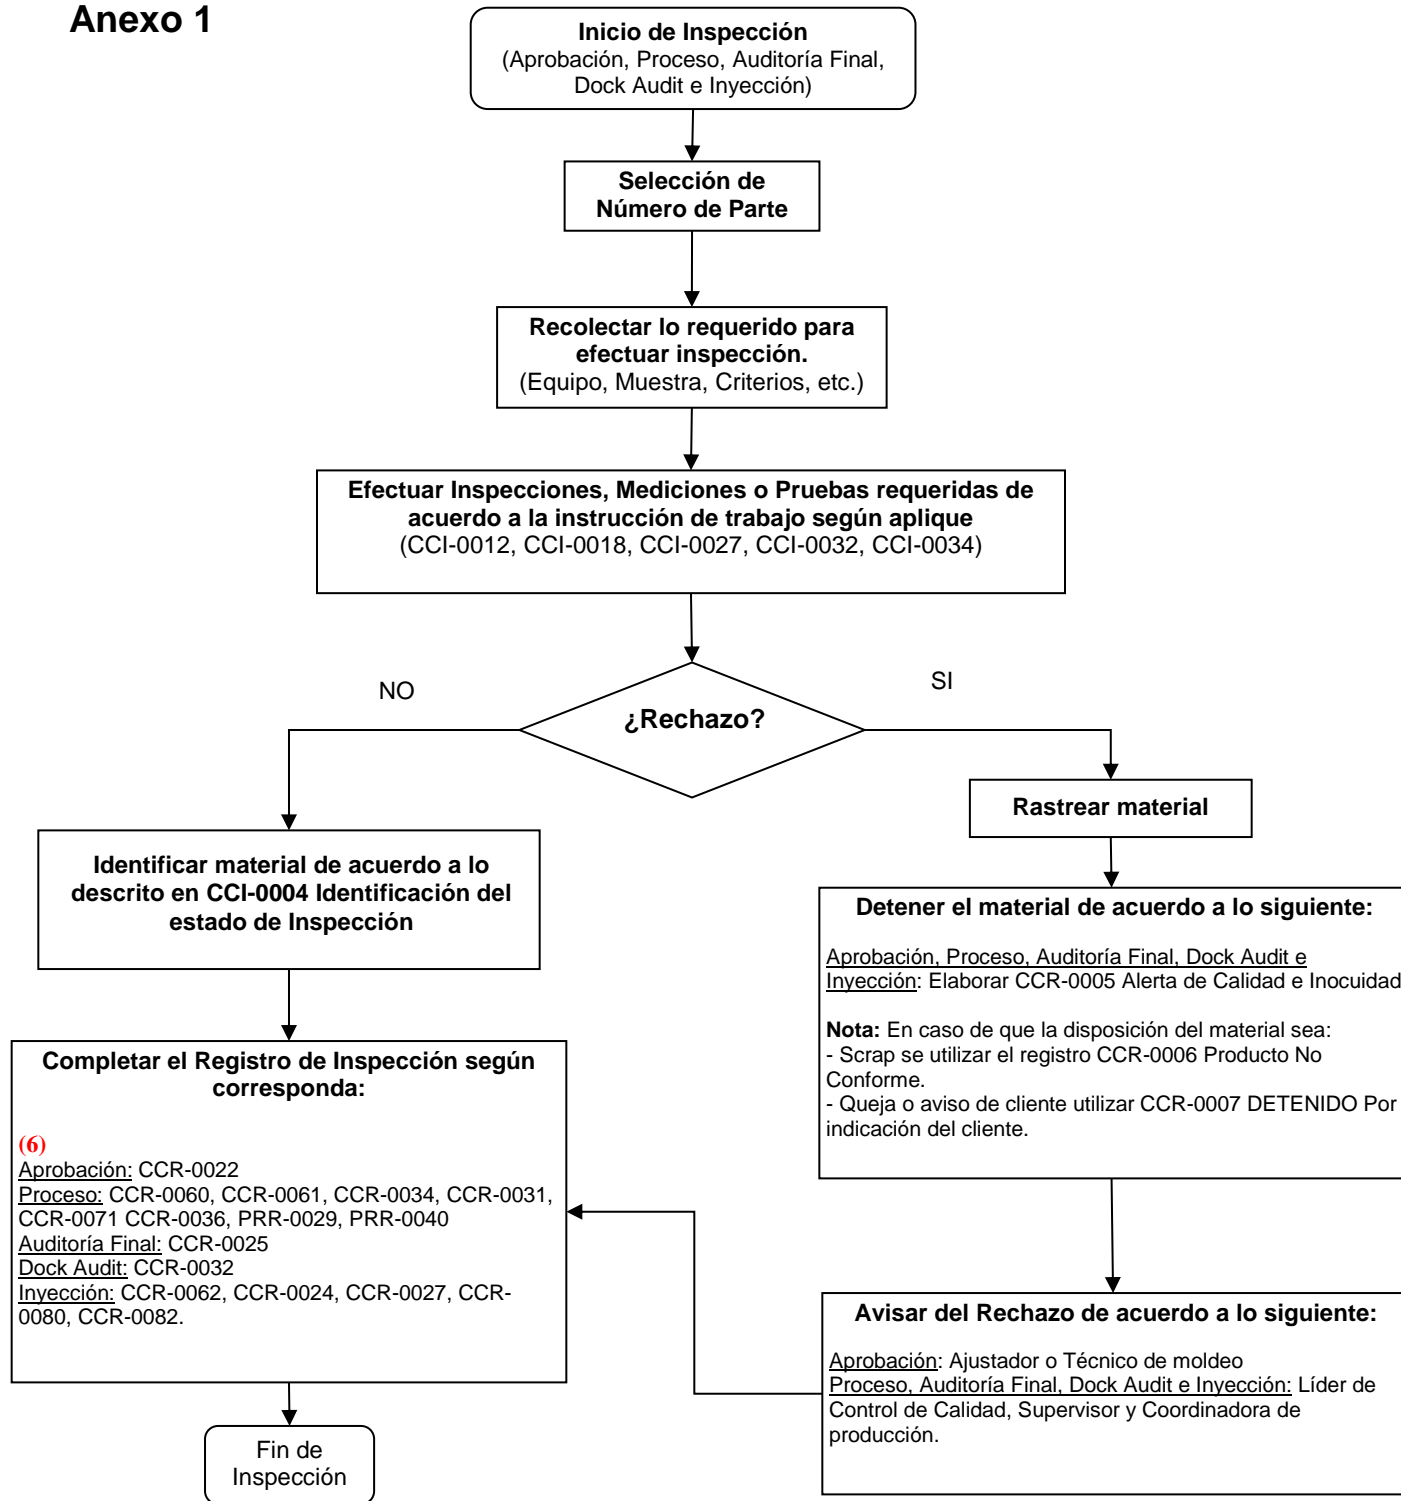 Anexo 1
Inicio de Inspección
(Aprobación, Proceso, Auditoría Final,
Dock Audit e Inyección)
Selección de
Número de Parte
Recolectar lo requerido para
efectuar inspección.
(Equipo, Muestra, Criterios, etc.)
Efectuar Inspecciones, Mediciones o Pruebas requeridas de
acuerdo a la instrucción de trabajo según aplique
(CCI-0012, CCI-0018, CCI-0027, CCI-0032, CCI-0034)
¿Rechazo?
NO
SI
Identificar material de acuerdo a lo
descrito en CCI-0004 Identificación del
estado de Inspección
Rastrear material
Detener el material de acuerdo a lo siguiente:
Aprobación, Proceso, Auditoría Final, Dock Audit e
Inyección: Elaborar CCR-0005 Alerta de Calidad e Inocuidad
Nota: En caso de que la disposición del material sea:
- Scrap se utilizar el registro CCR-0006 Producto No
Conforme.
- Queja o aviso de cliente utilizar CCR-0007 DETENIDO Por
indicación del cliente.
Completar el Registro de Inspección según
corresponda:
(6)
Aprobación: CCR-0022
Proceso: CCR-0060, CCR-0061, CCR-0034, CCR-0031,
CCR-0071 CCR-0036, PRR-0029, PRR-0040
Auditoría Final: CCR-0025
Dock Audit: CCR-0032
Inyección: CCR-0062, CCR-0024, CCR-0027, CCR-
0080, CCR-0082.
Avisar del Rechazo de acuerdo a lo siguiente:
Aprobación: Ajustador o Técnico de moldeo
Proceso, Auditoría Final, Dock Audit e Inyección: Líder de
Control de Calidad, Supervisor y Coordinadora de
producción.
Fin de
Inspección